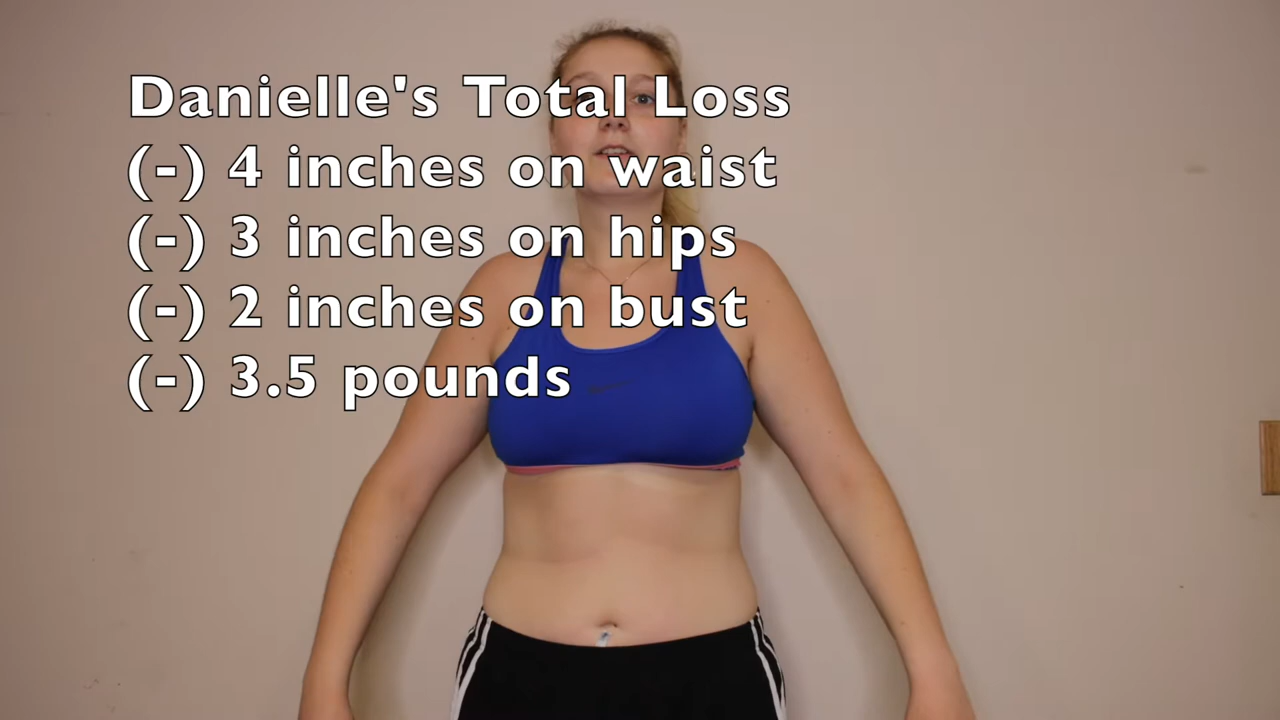 Danielle's Total Loss
(-) 4 inches on waist
(-) 3 inches on hips
(-) 2 inches on bust
(-) 3.5 pounds